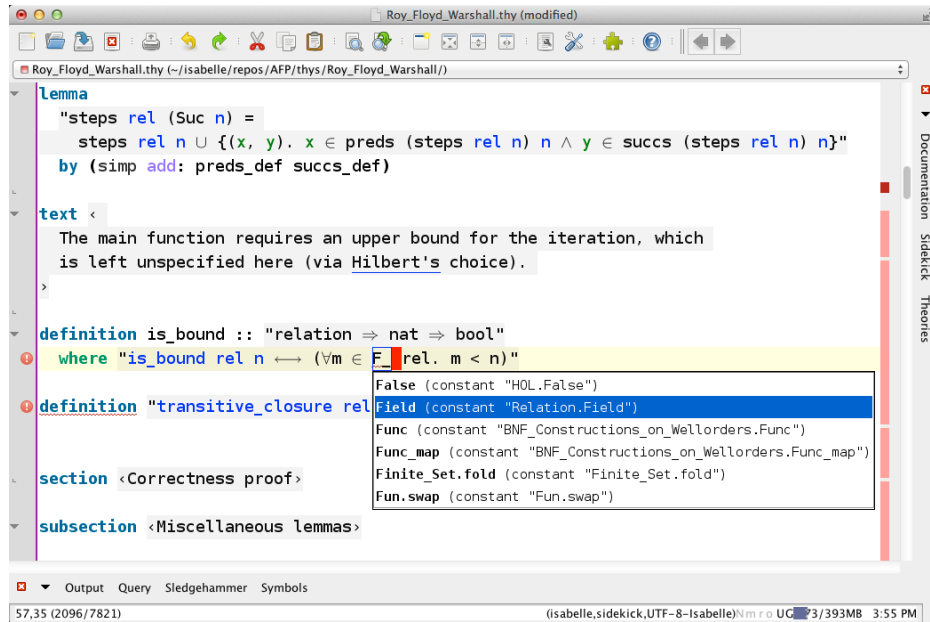 Roy_Floyd_Warshall.thy (modified)
Roy_Floyd_Warshall.thy (~/isabelle/repos/AFP/thys/Roy_Floyd_Warshall/)
lemma
"steps rel (Suc n) =
steps rel n ∪ {(x, y). x ∈ preds (steps rel n) n ∧ y ∈ succs (steps rel n) n}"
by (simp add: preds_def succs_def)
text ‹
The main function requires an upper bound for the iteration, which
is left unspecified here (via Hilbert's choice).
›
definition is_bound :: "relation ⇒ nat ⇒ bool"
where "is_bound rel n ⟷ (∀m ∈ F_ rel. m < n)"
False (constant "HOL.False")
definition "transitive_closure rel
Field (constant "Relation.Field")
Func (constant "BNF_Constructions_on_Wellorders.Func")
Func_map (constant "BNF_Constructions_on_Wellorders.Func_map")
Finite_Set.fold (constant "Finite_Set.fold")
Fun.swap (constant "Fun.swap")
section ‹Correctness proof›
subsection ‹Miscellaneous lemmas›
Documentation
Sidekick
Theories
Output Query Sledgehammer Symbols
57,35 (2096/7821)
(isabelle,sidekick,UTF-8-Isabelle)N m r o UG 3/393MB 3:55 PM